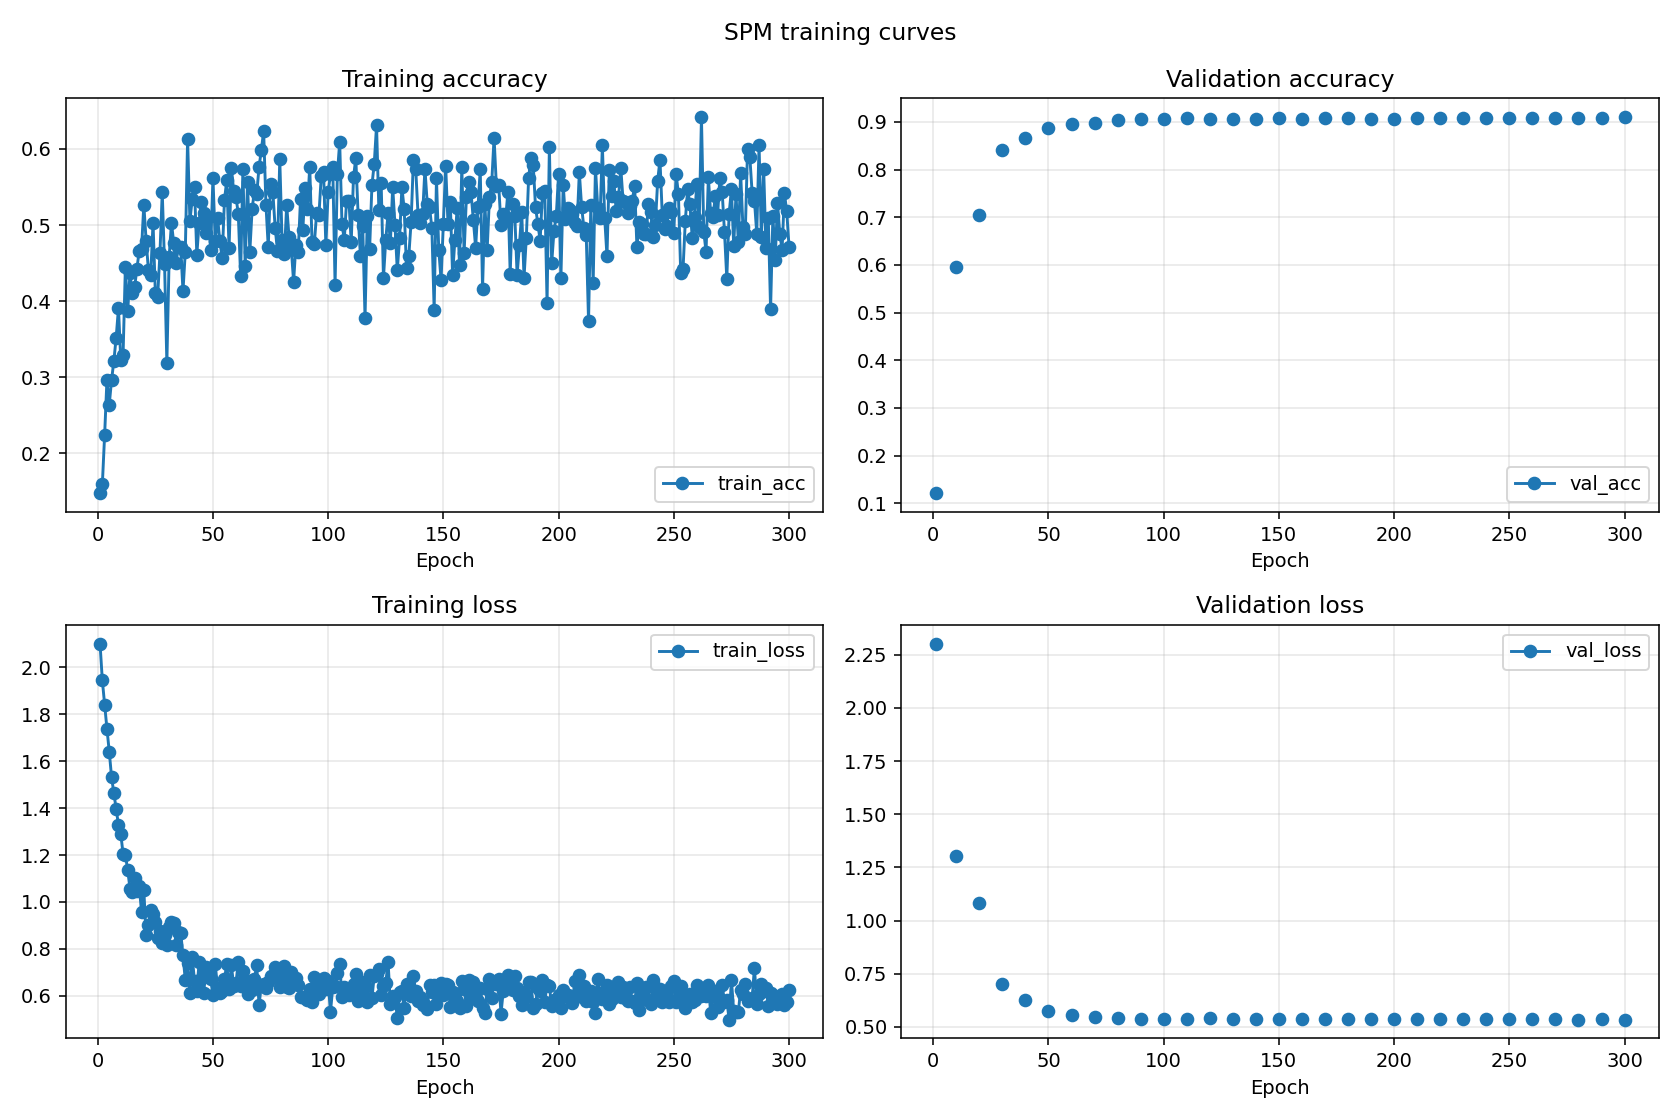 SPM training curves
Training accuracy
0.6
0.5
0.4
0.3
0.2
train_acc
0 50 100 150 200 250 300
Epoch
Validation accuracy
0.9
0.8
0.7
0.6
0.5
0.4
0.3
0.2
0.1
val_acc
0 50 100 150 200 250 300
Epoch
Training loss
2.0
1.8
1.6
1.4
1.2
1.0
0.8
0.6
train_loss
0 50 100 150 200 250 300
Epoch
Validation loss
2.25
2.00
1.75
1.50
1.25
1.00
0.75
0.50
val_loss
0 50 100 150 200 250 300
Epoch